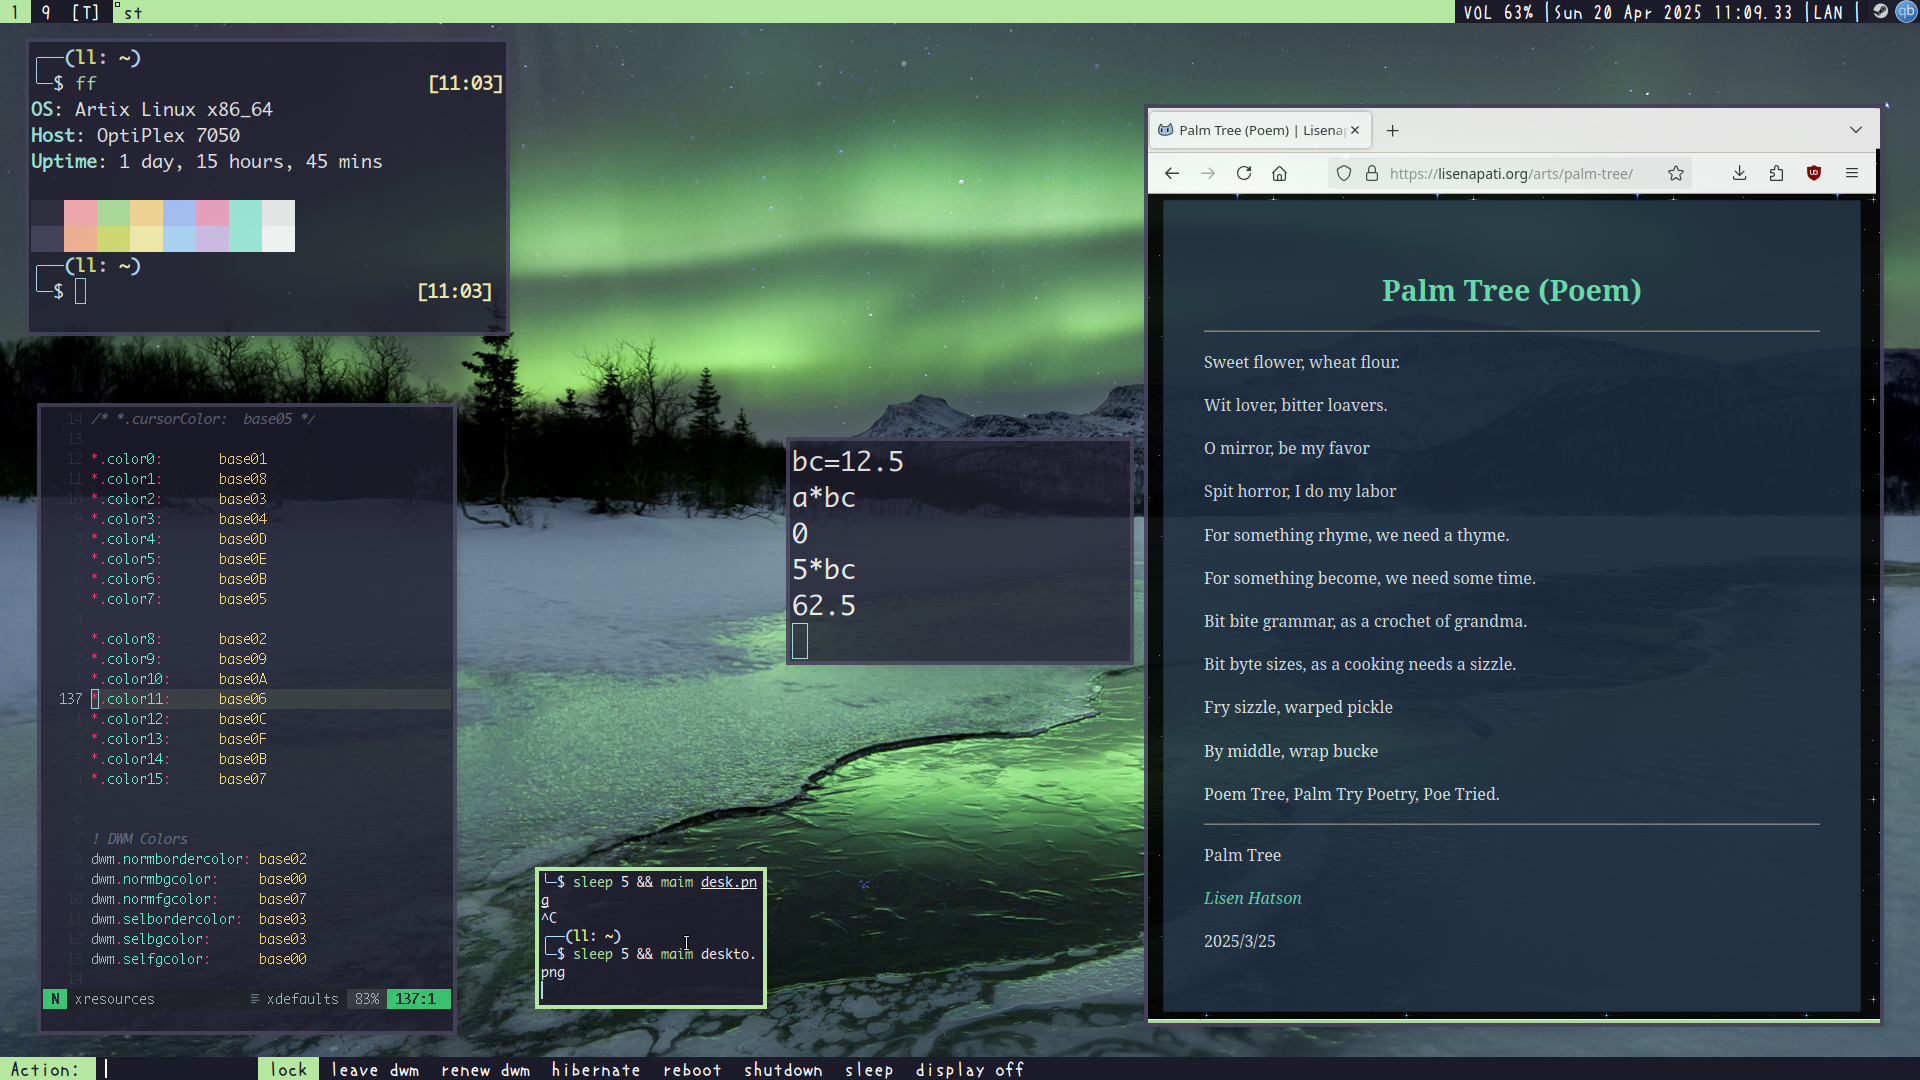 1 9 [T] st
VOL 63% |Sun 20 Apr 2025 11:09.33 |LAN |
(ll: ~)
$ ff [11:03]
OS: Artix Linux x86_64
Host: OptiPlex 7050
Uptime: 1 day, 15 hours, 45 mins
(ll: ~)
$ [11:03]
14 /* *.cursorColor: base05 */
13
12 *.color0: base01
11 *.color1: base08
10 *.color2: base03
9 *.color3: base04
8 *.color4: base0D
7 *.color5: base0E
6 *.color6: base0B
5 *.color7: base05
4
3 *.color8: base02
2 *.color9: base09
1 *.color10: base0A
137 *.color11: base06
1 *.color12: base0C
2 *.color13: base0F
3 *.color14: base0B
4 *.color15: base07
5
6
7 ! DWM Colors
8 dwm.normbordercolor: base02
9 dwm.normbgcolor: base00
10 dwm.normfgcolor: base07
11 dwm.selbordercolor: base03
12 dwm.selbgcolor: base03
13 dwm.selfgcolor: base00
14
N xresources xdefaults 83% 137:1
bc=12.5
a*bc
0
5*bc
62.5
$ sleep 5 && maim desk.pn
g
^C
(ll: ~)
$ sleep 5 && maim deskto.
png
Palm Tree (Poem) | Lisena
https://lisenapati.org/arts/palm-tree/
Palm Tree (Poem)
Sweet flower, wheat flour.
Wit lover, bitter loavers.
O mirror, be my favor
Spit horror, I do my labor
For something rhyme, we need a thyme.
For something become, we need some time.
Bit bite grammar, as a crochet of grandma.
Bit byte sizes, as a cooking needs a sizzle.
Fry sizzle, warped pickle
By middle, wrap bucke
Poem Tree, Palm Try Poetry, Poe Tried.
Palm Tree
Lisen Hatson
2025/3/25
Action: lock leave dwm renew dwm hibernate reboot shutdown sleep display off